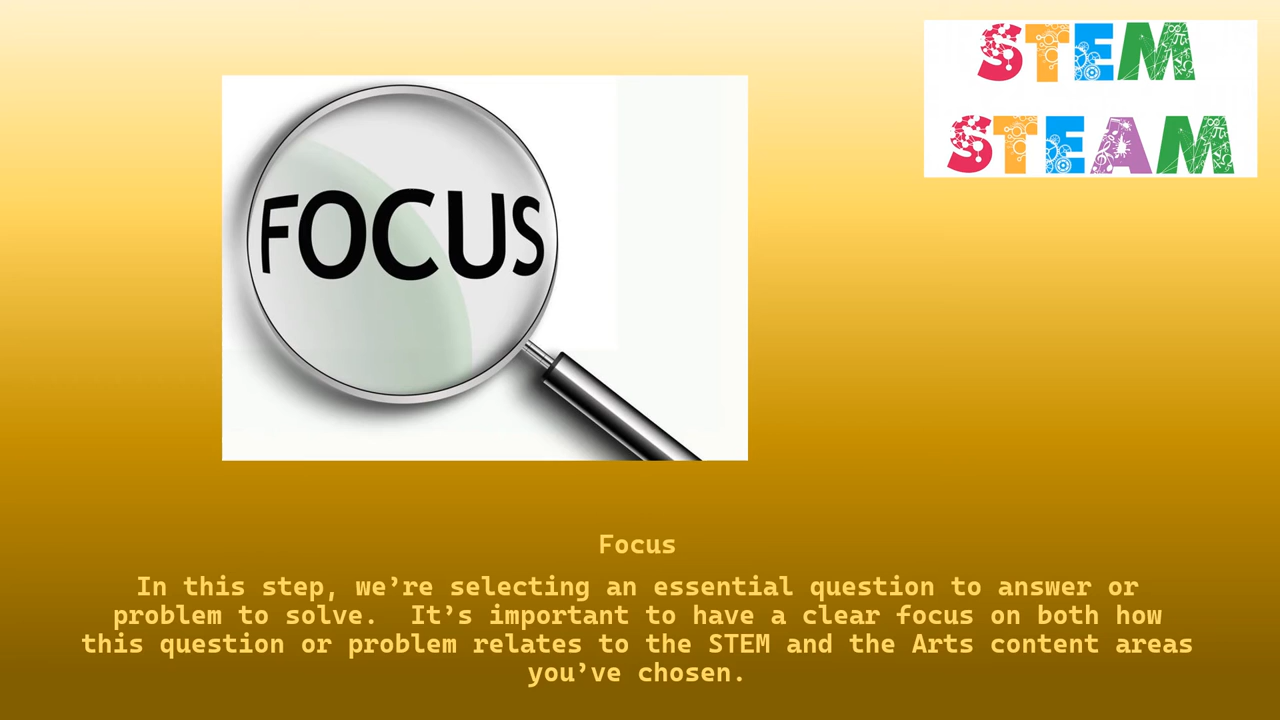 STEM
STEAM
FOCUS
Focus
In this step, we’re selecting an essential question to answer or
problem to solve.  It’s important to have a clear focus on both how
this question or problem relates to the STEM and the Arts content areas
you’ve chosen.